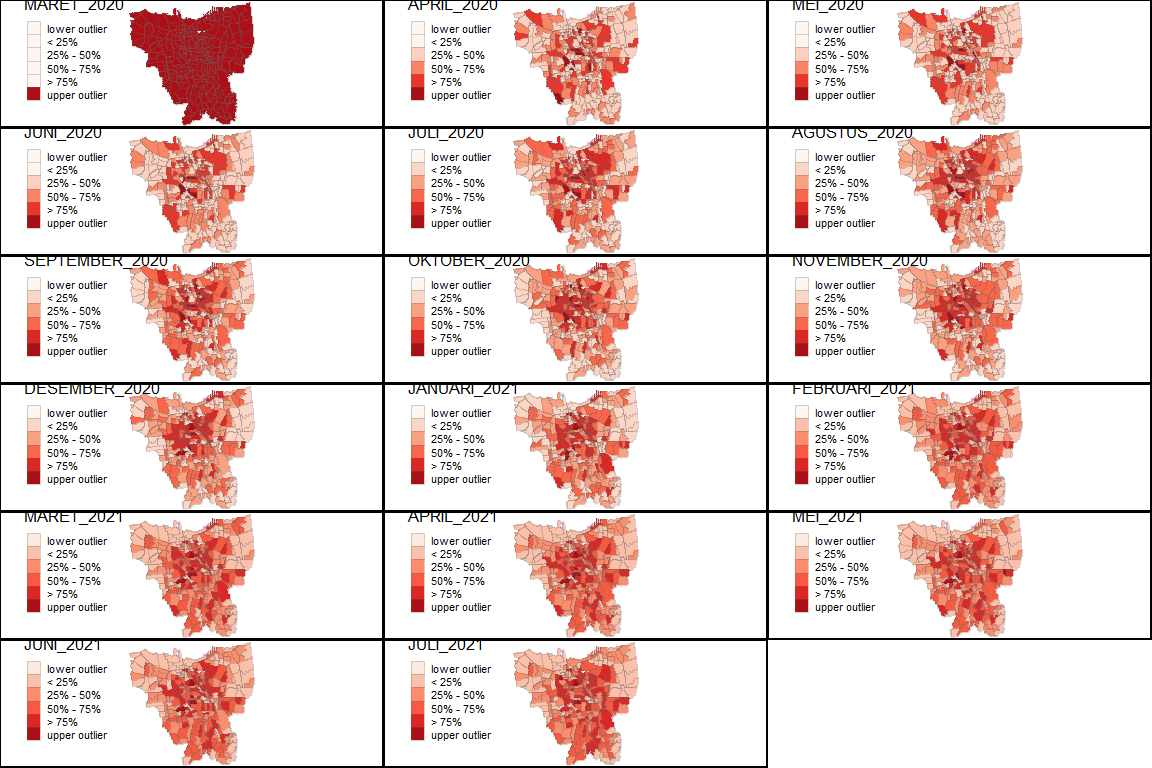 MARET_2020
lower outlier
< 25%
25% - 50%
50% - 75%
> 75%
upper outlier
APRIL_2020
lower outlier
< 25%
25% - 50%
50% - 75%
> 75%
upper outlier
MEI_2020
lower outlier
< 25%
25% - 50%
50% - 75%
> 75%
upper outlier
JUNI_2020
lower outlier
< 25%
25% - 50%
50% - 75%
> 75%
upper outlier
JULI_2020
lower outlier
< 25%
25% - 50%
50% - 75%
> 75%
upper outlier
AGUSTUS_2020
lower outlier
< 25%
25% - 50%
50% - 75%
> 75%
upper outlier
SEPTEMBER_2020
lower outlier
< 25%
25% - 50%
50% - 75%
> 75%
upper outlier
OKTOBER_2020
lower outlier
< 25%
25% - 50%
50% - 75%
> 75%
upper outlier
NOVEMBER_2020
lower outlier
< 25%
25% - 50%
50% - 75%
> 75%
upper outlier
DESEMBER_2020
lower outlier
< 25%
25% - 50%
50% - 75%
> 75%
upper outlier
JANUARI_2021
lower outlier
< 25%
25% - 50%
50% - 75%
> 75%
upper outlier
FEBRUARI_2021
lower outlier
< 25%
25% - 50%
50% - 75%
> 75%
upper outlier
MARET_2021
lower outlier
< 25%
25% - 50%
50% - 75%
> 75%
upper outlier
APRIL_2021
lower outlier
< 25%
25% - 50%
50% - 75%
> 75%
upper outlier
MEI_2021
lower outlier
< 25%
25% - 50%
50% - 75%
> 75%
upper outlier
JUNI_2021
lower outlier
< 25%
25% - 50%
50% - 75%
> 75%
upper outlier
JULI_2021
lower outlier
< 25%
25% - 50%
50% - 75%
> 75%
upper outlier